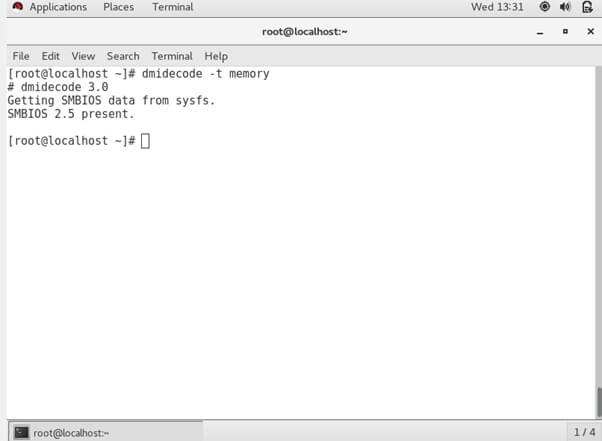 Applications Places Terminal Wed 13:31
root@localhost:~
File Edit View Search Terminal Help
[root@localhost ~]# dmidecode -t memory
# dmidecode 3.0
Getting SMBIOS data from sysfs.
SMBIOS 2.5 present.
[root@localhost ~]#
root@localhost:~ 1 / 4